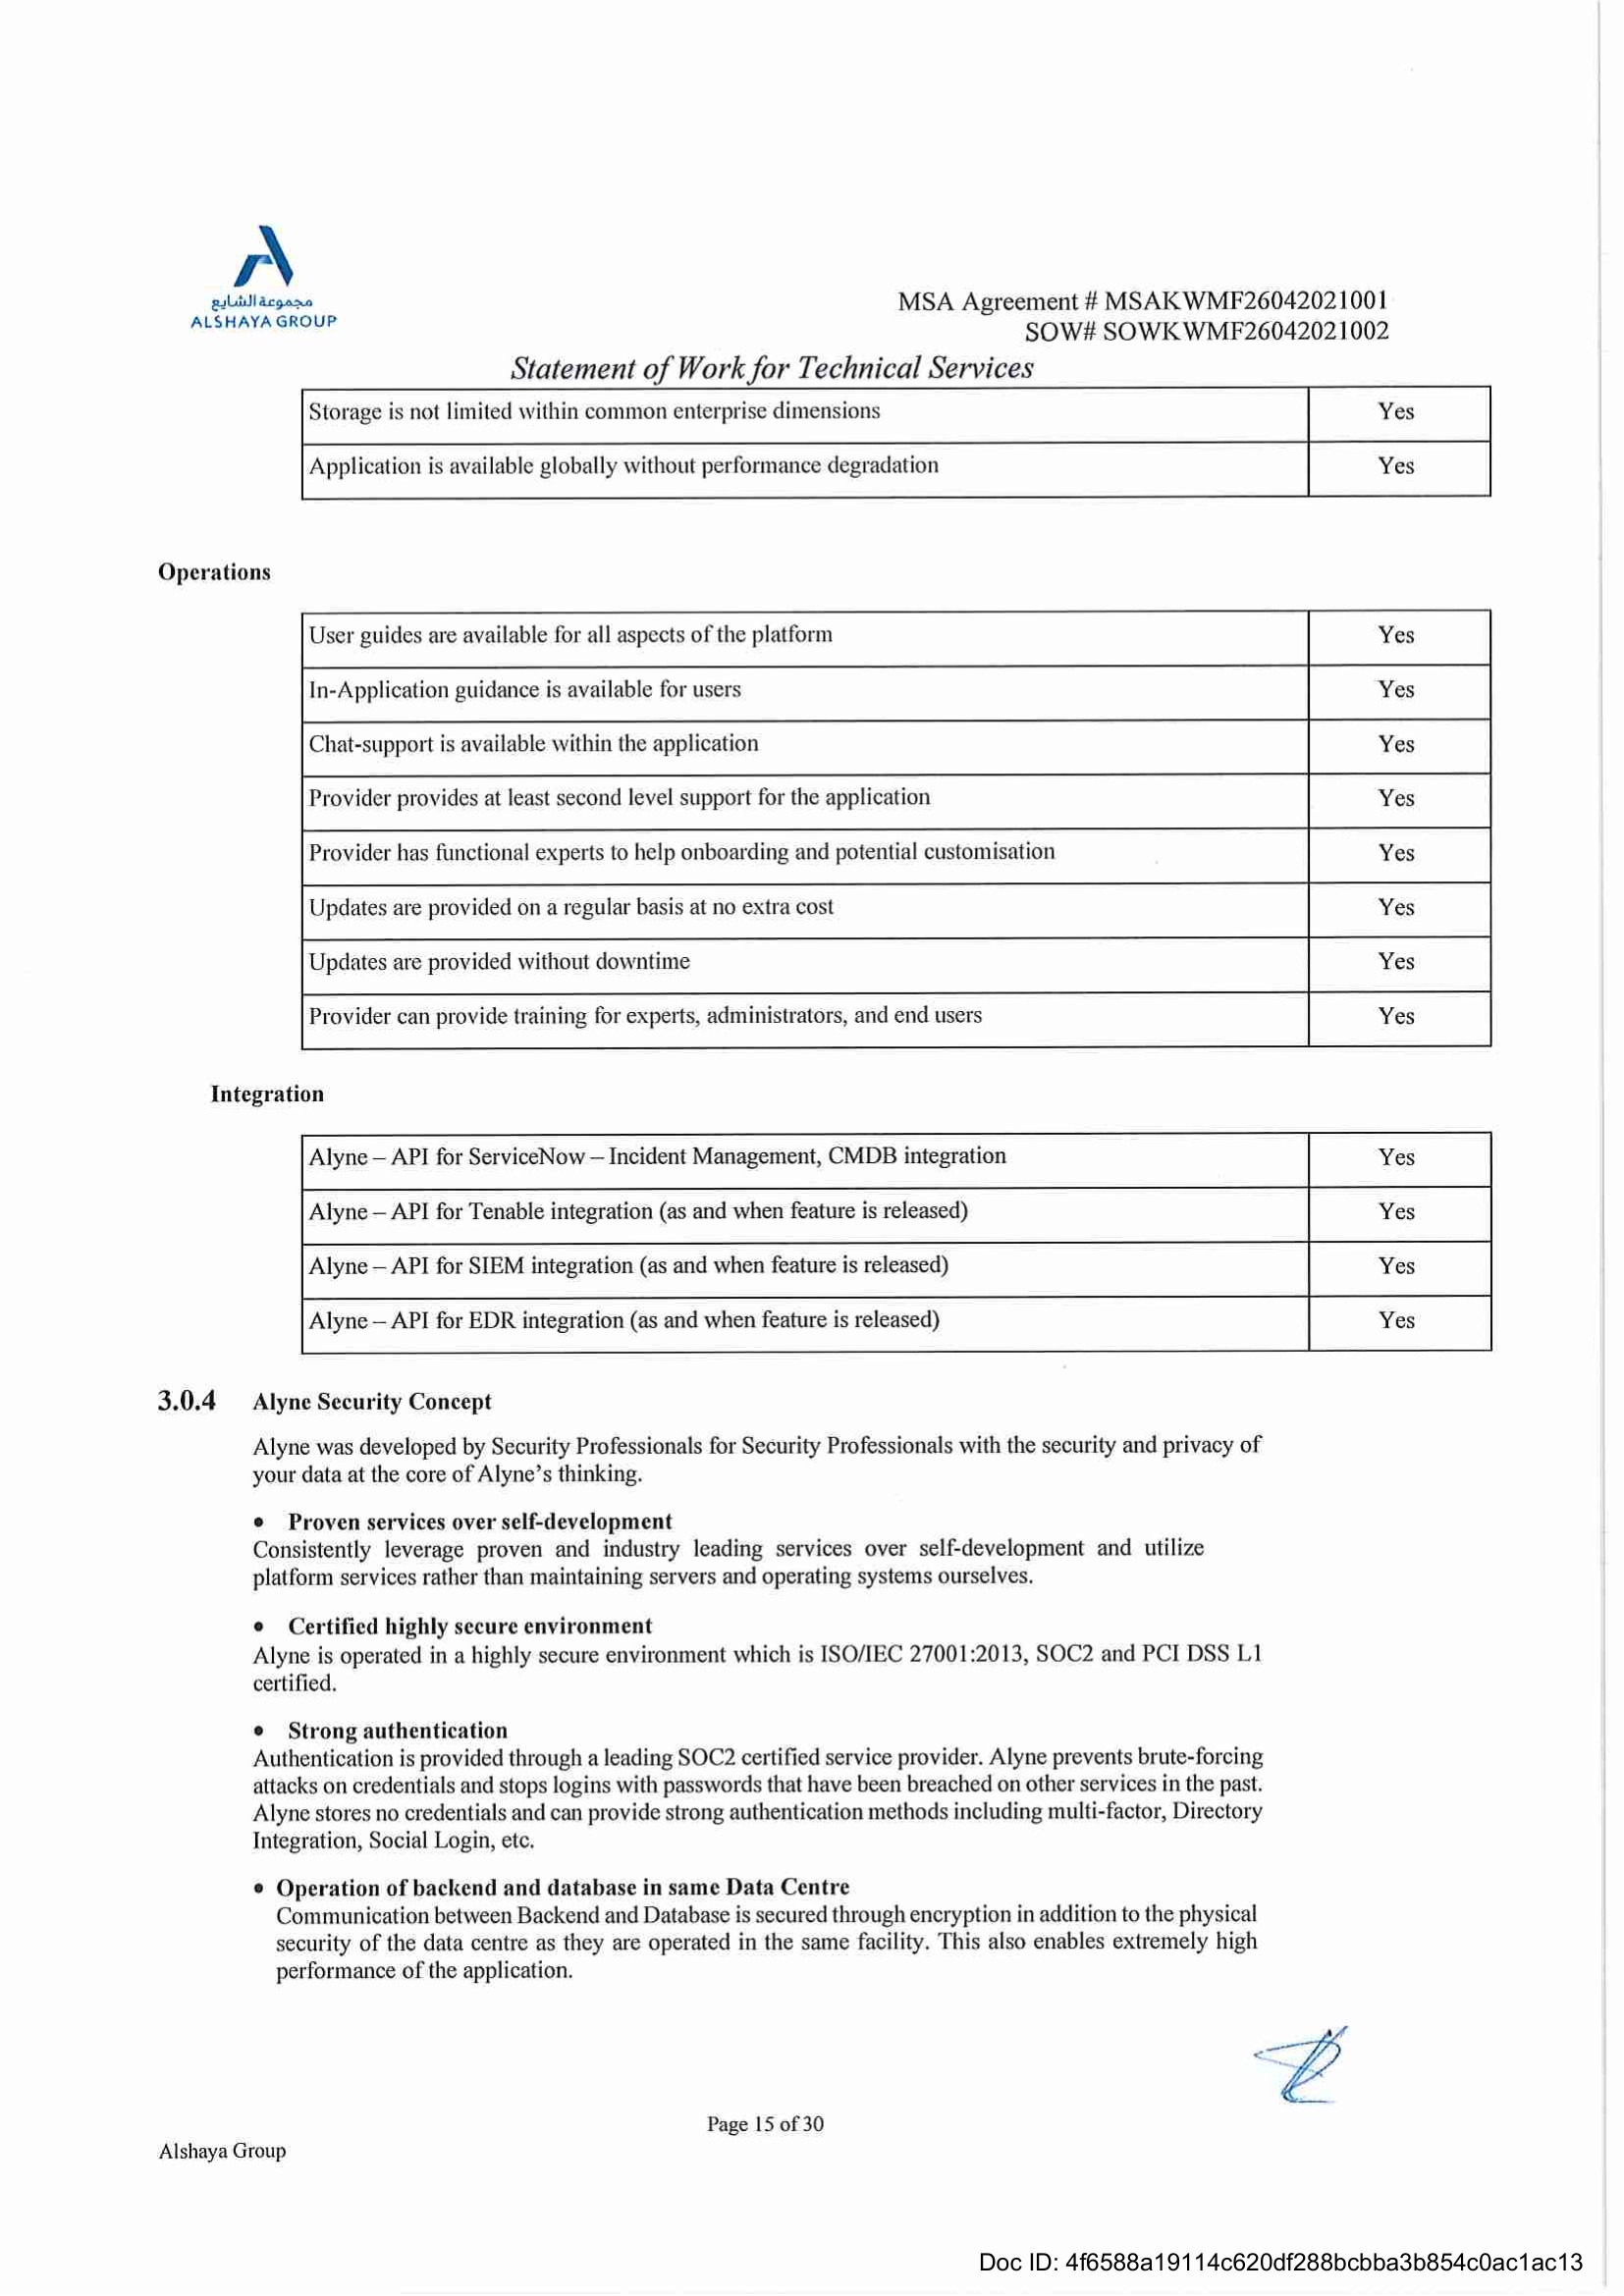 مجموعة الشايع
ALSHAYA GROUP
MSA Agreement # MSAKWMF26042021001
SOW# SOWKWMF26042021002
Statement of Work for Technical Services
Storage is not limited within common enterprise dimensions Yes
Application is available globally without performance degradation Yes
Operations
User guides are available for all aspects of the platform Yes
In-Application guidance is available for users Yes
Chat-support is available within the application Yes
Provider provides at least second level support for the application Yes
Provider has functional experts to help onboarding and potential customisation Yes
Updates are provided on a regular basis at no extra cost Yes
Updates are provided without downtime Yes
Provider can provide training for experts, administrators, and end users Yes
Integration
Alyne – API for ServiceNow – Incident Management, CMDB integration Yes
Alyne – API for Tenable integration (as and when feature is released) Yes
Alyne – API for SIEM integration (as and when feature is released) Yes
Alyne – API for EDR integration (as and when feature is released) Yes
3.0.4 Alyne Security Concept
Alyne was developed by Security Professionals for Security Professionals with the security and privacy of
your data at the core of Alyne's thinking.
• Proven services over self-development
Consistently leverage proven and industry leading services over self-development and utilize
platform services rather than maintaining servers and operating systems ourselves.
• Certified highly secure environment
Alyne is operated in a highly secure environment which is ISO/IEC 27001:2013, SOC2 and PCI DSS L1
certified.
• Strong authentication
Authentication is provided through a leading SOC2 certified service provider. Alyne prevents brute-forcing
attacks on credentials and stops logins with passwords that have been breached on other services in the past.
Alyne stores no credentials and can provide strong authentication methods including multi-factor, Directory
Integration, Social Login, etc.
• Operation of backend and database in same Data Centre
Communication between Backend and Database is secured through encryption in addition to the physical
security of the data centre as they are operated in the same facility. This also enables extremely high
performance of the application.
Page 15 of 30
Alshaya Group
Doc ID: 4f6588a19114c620df288bcbba3b854c0ac1ac13